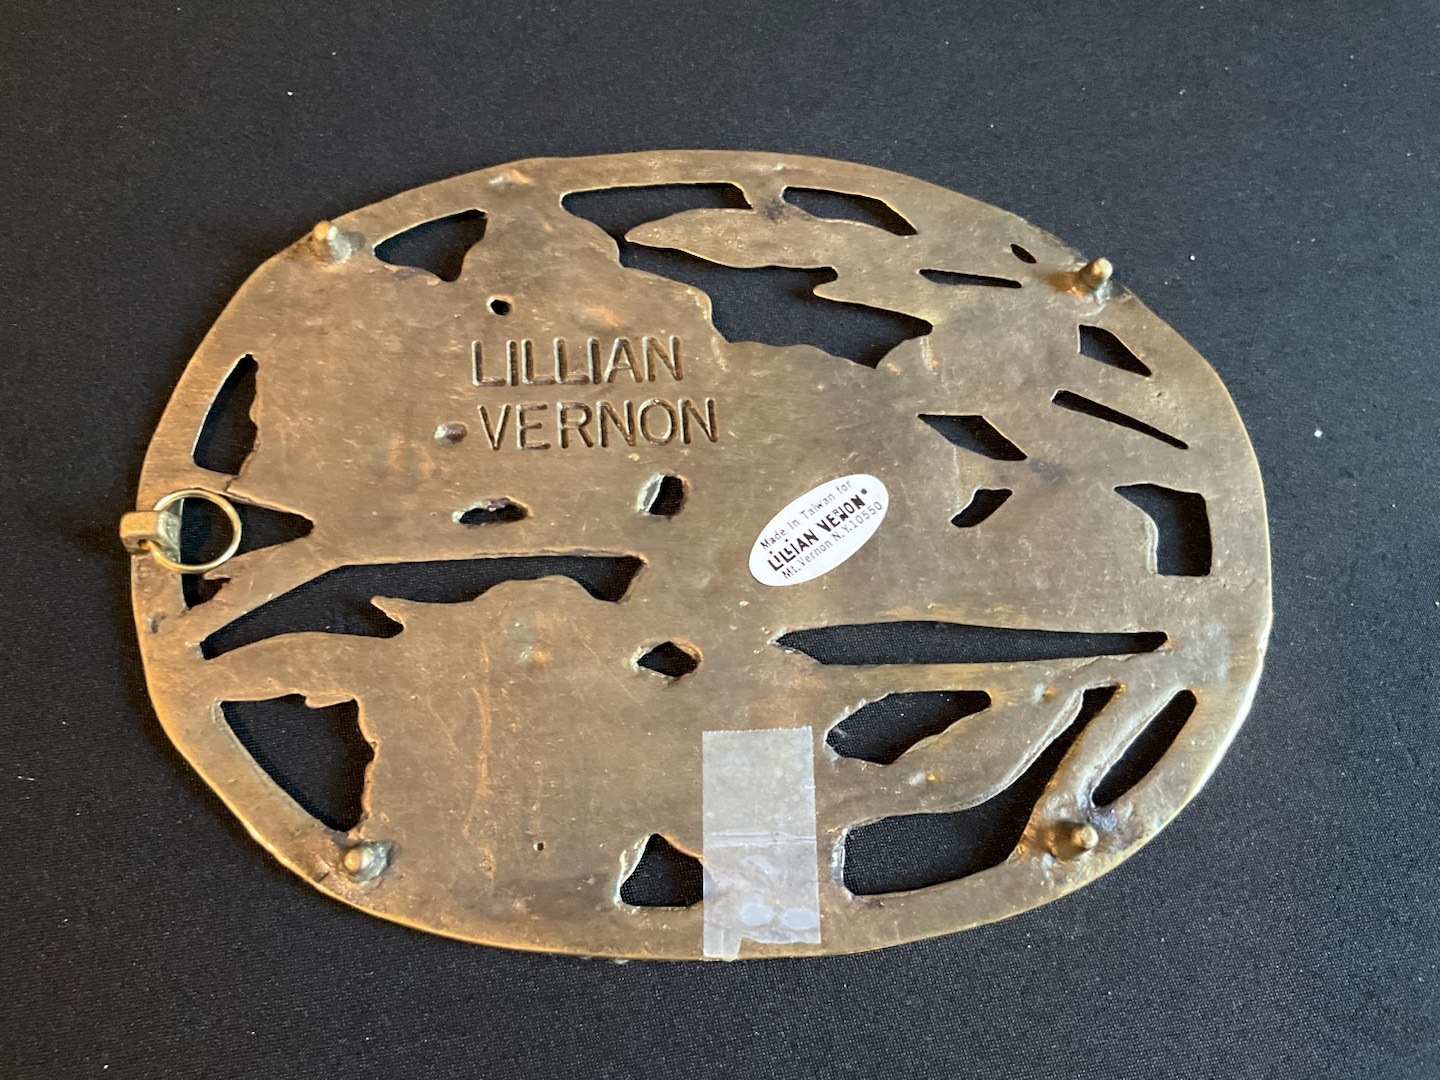 LILLIAN
VERNON
Made In Taiwan for
LILLIAN VERNON®
Mt. Vernon N.Y. 10550